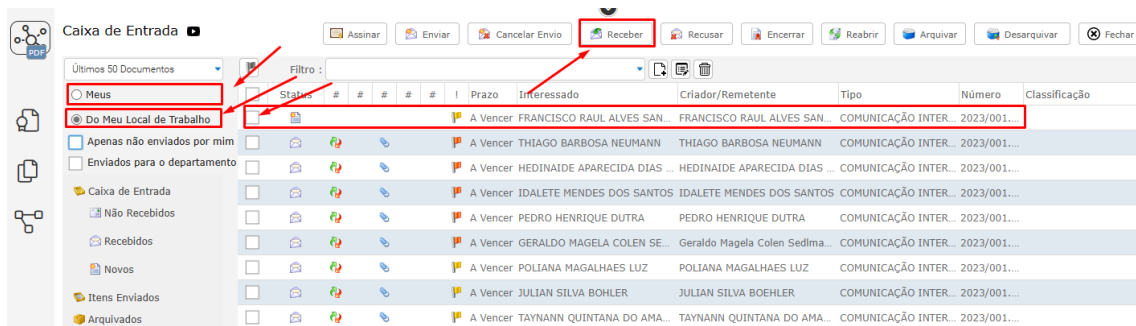 Caixa de Entrada
Assinar Enviar Cancelar Envio Receber Recusar Encerrar Reabrir Arquivar Desarquivar Fechar
PDF
Últimos 50 Documentos
Filtro :
Meus
Status # # # # # ! Prazo Interessado Criador/Remetente Tipo Número Classificação
Do Meu Local de Trabalho
A Vencer FRANCISCO RAUL ALVES SAN... FRANCISCO RAUL ALVES SAN... COMUNICAÇÃO INTER... 2023/001....
Apenas não enviados por mim
A Vencer THIAGO BARBOSA NEUMANN THIAGO BARBOSA NEUMANN COMUNICAÇÃO INTER... 2023/001....
Enviados para o departamento
A Vencer HEDINAIDE APARECIDA DIAS ... HEDINAIDE APARECIDA DIAS ... COMUNICAÇÃO INTER... 2023/001....
Caixa de Entrada
A Vencer IDALETE MENDES DOS SANTOS IDALETE MENDES DOS SANTOS COMUNICAÇÃO INTER... 2023/001....
Não Recebidos
A Vencer PEDRO HENRIQUE DUTRA PEDRO HENRIQUE DUTRA COMUNICAÇÃO INTER... 2023/001....
Recebidos
A Vencer GERALDO MAGELA COLEN SE... Geraldo Magela Colen Sedlma... COMUNICAÇÃO INTER... 2023/001....
Novos
A Vencer POLIANA MAGALHAES LUZ POLIANA MAGALHAES LUZ COMUNICAÇÃO INTER... 2023/001....
Itens Enviados
A Vencer JULIAN SILVA BOHLER JULIAN SILVA BOEHLER COMUNICAÇÃO INTER... 2023/001....
Arquivados
A Vencer TAYNANN QUINTANA DO AMA... TAYNANN QUINTANA DO AMA... COMUNICAÇÃO INTER... 2023/001....